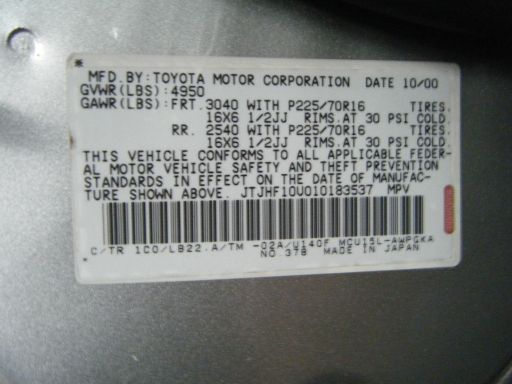 *
MFD. BY: TOYOTA MOTOR CORPORATION DATE 10/00
GVWR(LBS):4950
GAWR(LBS):FRT. 3040 WITH P225/70R16 TIRES.
16X6 1/2JJ RIMS.AT 30 PSI COLD.
RR. 2540 WITH P225/70R16 TIRES.
16X6 1/2JJ RIMS.AT 30 PSI COLD.
THIS VEHICLE CONFORMS TO ALL APPLICABLE FEDER-
AL MOTOR VEHICLE SAFETY AND THEFT PREVENTION
STANDARDS IN EFFECT ON THE DATE OF MANUFAC-
TURE SHOWN ABOVE. JTJHF10U010183537 MPV
C/TR 1C0/LB22.A/TM -02A/U140F MCU15L-AWPGKA
* NO 378 MADE IN JAPAN